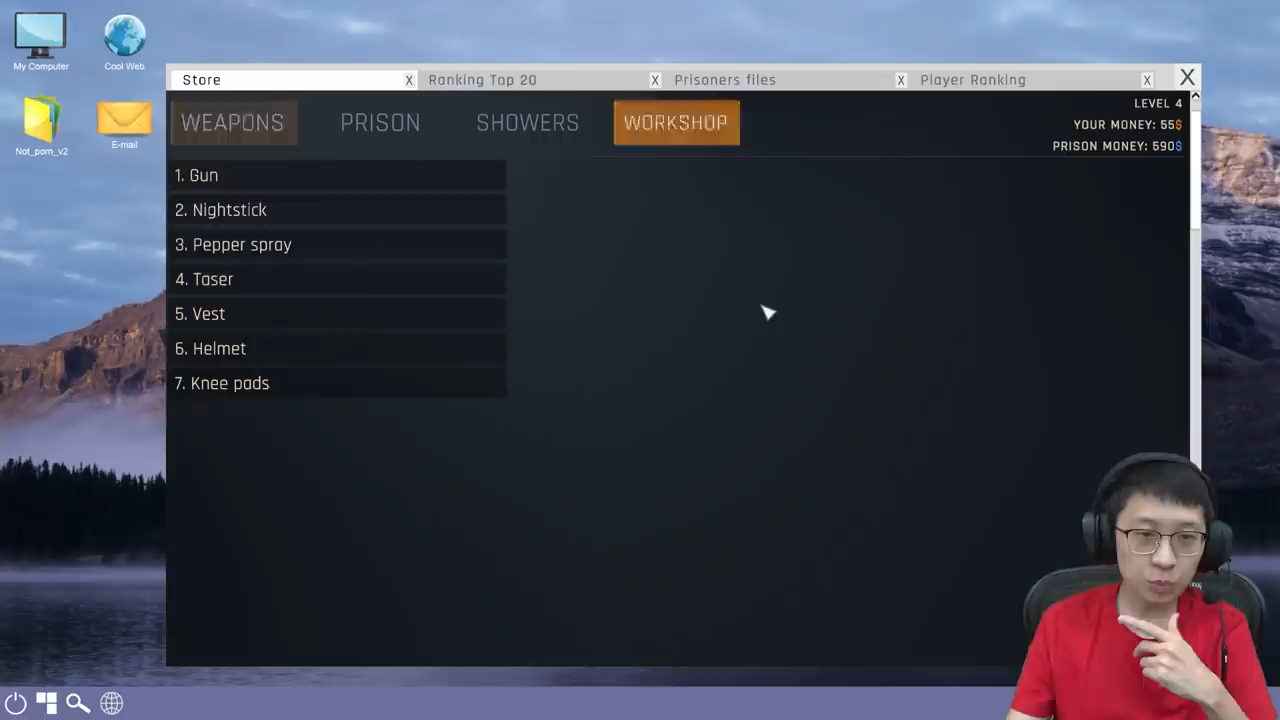 My Computer
Cool Web
Not_porn_v2
E-mail
Store X
Ranking Top 20 X
Prisoners files X
Player Ranking X
X
WEAPONS
PRISON
SHOWERS
WORKSHOP
LEVEL 4
YOUR MONEY: 55$
PRISON MONEY: 590$
1. Gun
2. Nightstick
3. Pepper spray
4. Taser
5. Vest
6. Helmet
7. Knee pads